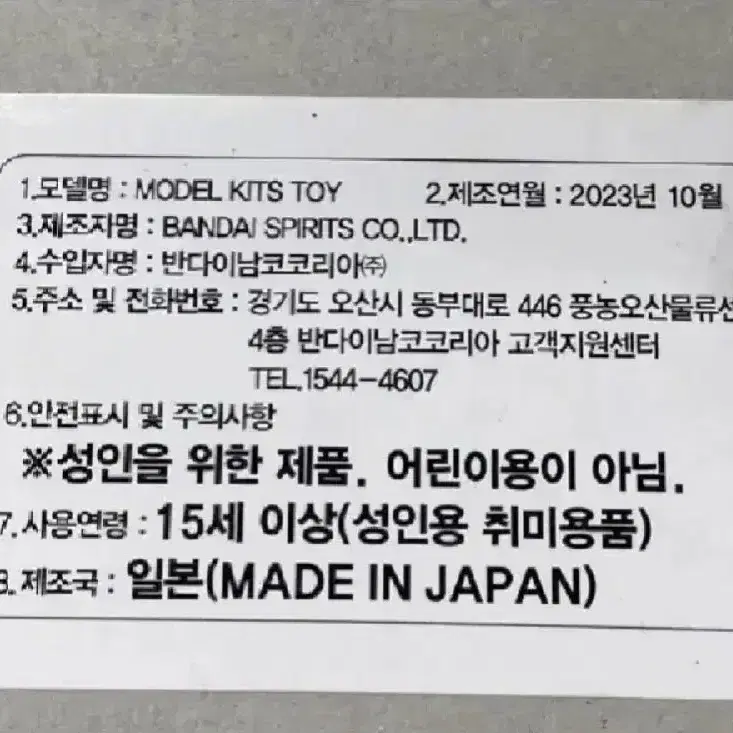 1.모델명 : MODEL KITS TOY 2.제조연월 : 2023년 10월
3.제조자명 : BANDAI SPIRITS CO.,LTD.
4.수입자명 : 반다이남코코리아㈜
5.주소 및 전화번호 : 경기도 오산시 동부대로 446 풍농오산물류센
4층 반다이남코코리아 고객지원센터
TEL.1544-4607
6.안전표시 및 주의사항
※성인을 위한 제품. 어린이용이 아님.
7.사용연령 : 15세 이상(성인용 취미용품)
8.제조국 : 일본(MADE IN JAPAN)